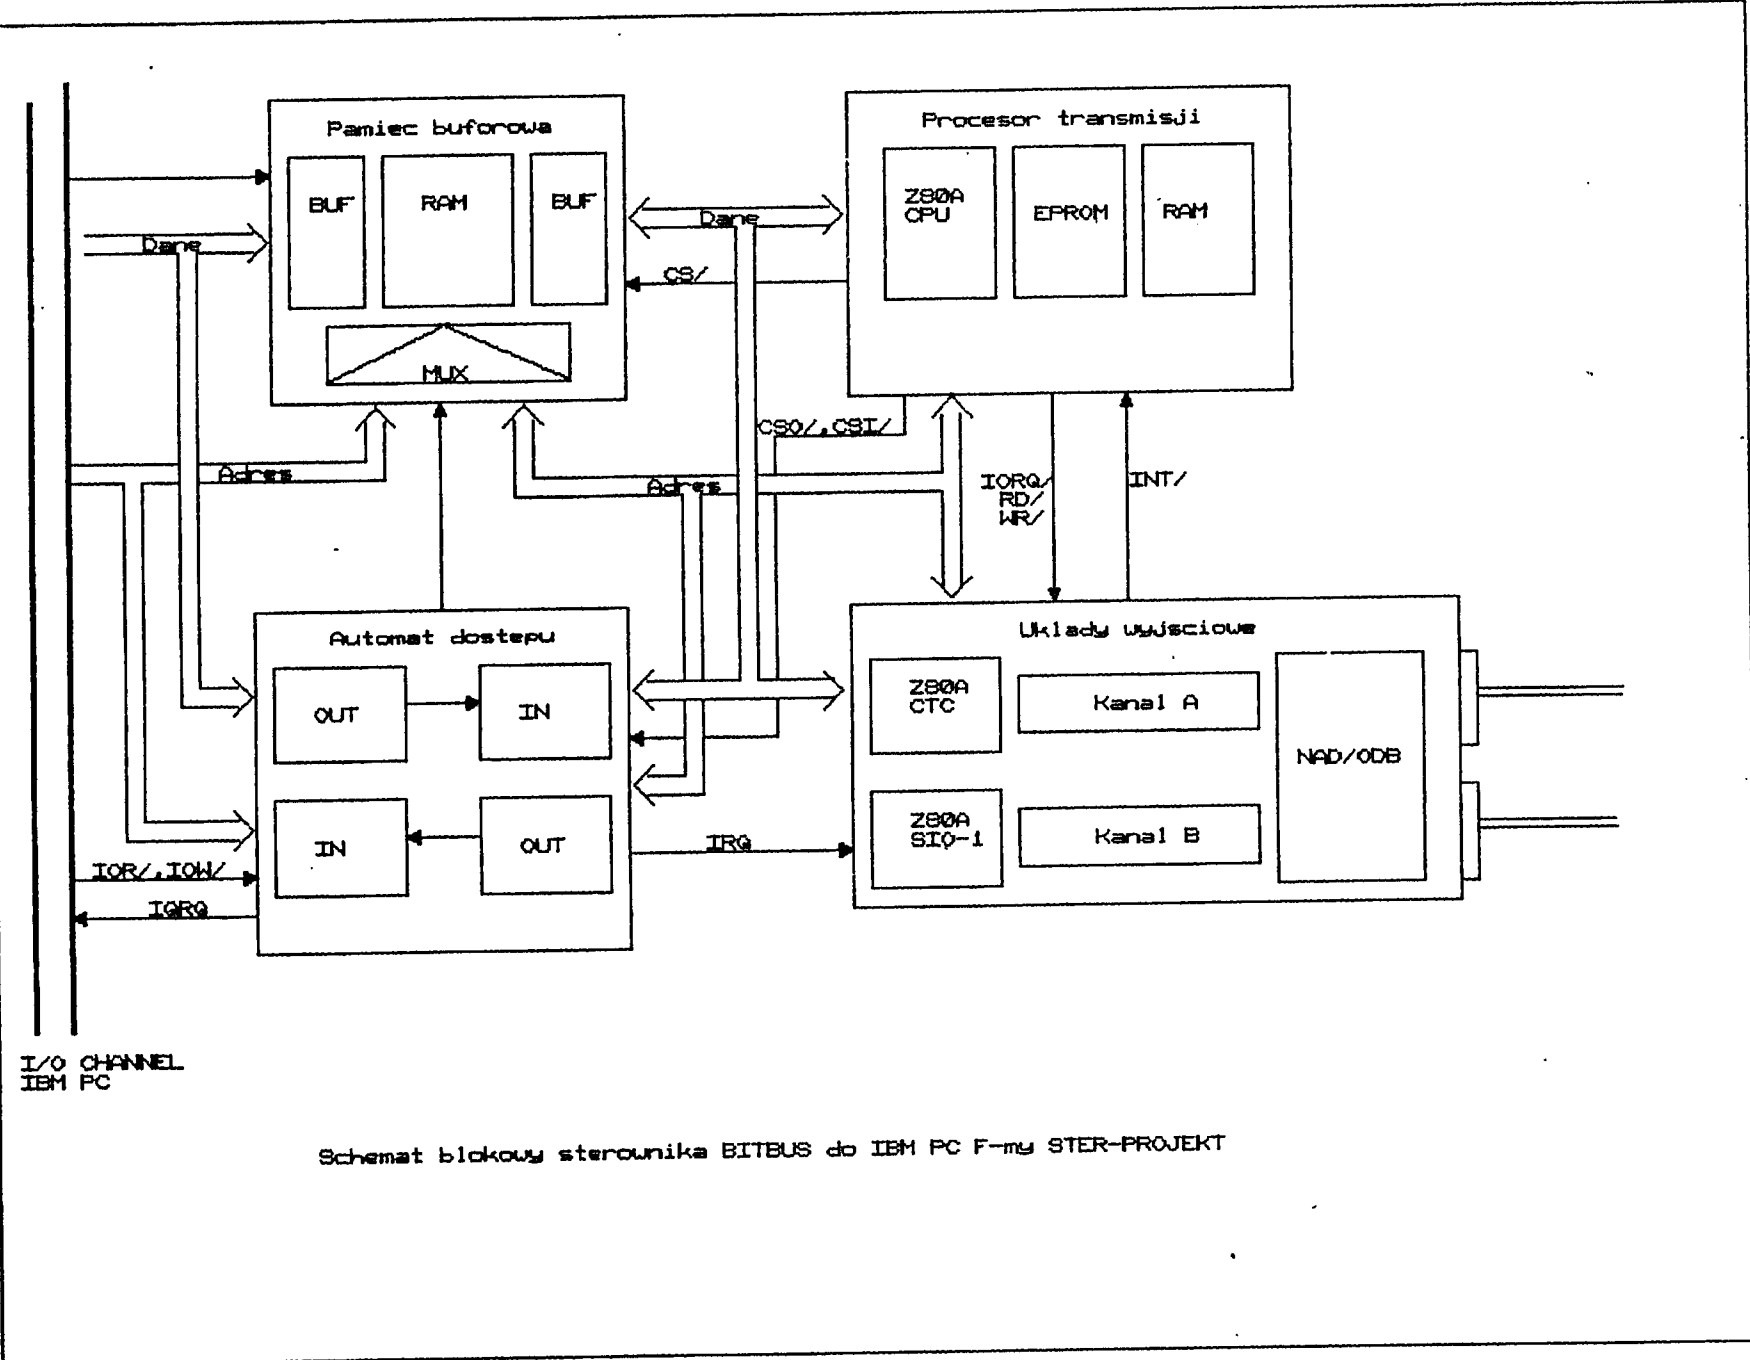 Pamiec buforowa
BUF
RAM
BUF
MUX
Procesor transmisji
Z80A
CPU
EPROM
RAM
Dane
Dane
CS/
CS0/,CSI/
Adres
Adres
IORQ/
RD/
WR/
INT/
Automat dostepu
OUT
IN
IN
OUT
Uklady wyjsciowe
Z80A
CTC
Kanal A
NAD/ODB
Z80A
SIO-1
Kanal B
IRQ
IOR/,IOW/
IQRQ
I/O CHANNEL
IBM PC
Schemat blokowy sterownika BITBUS do IBM PC F-my STER-PROJEKT